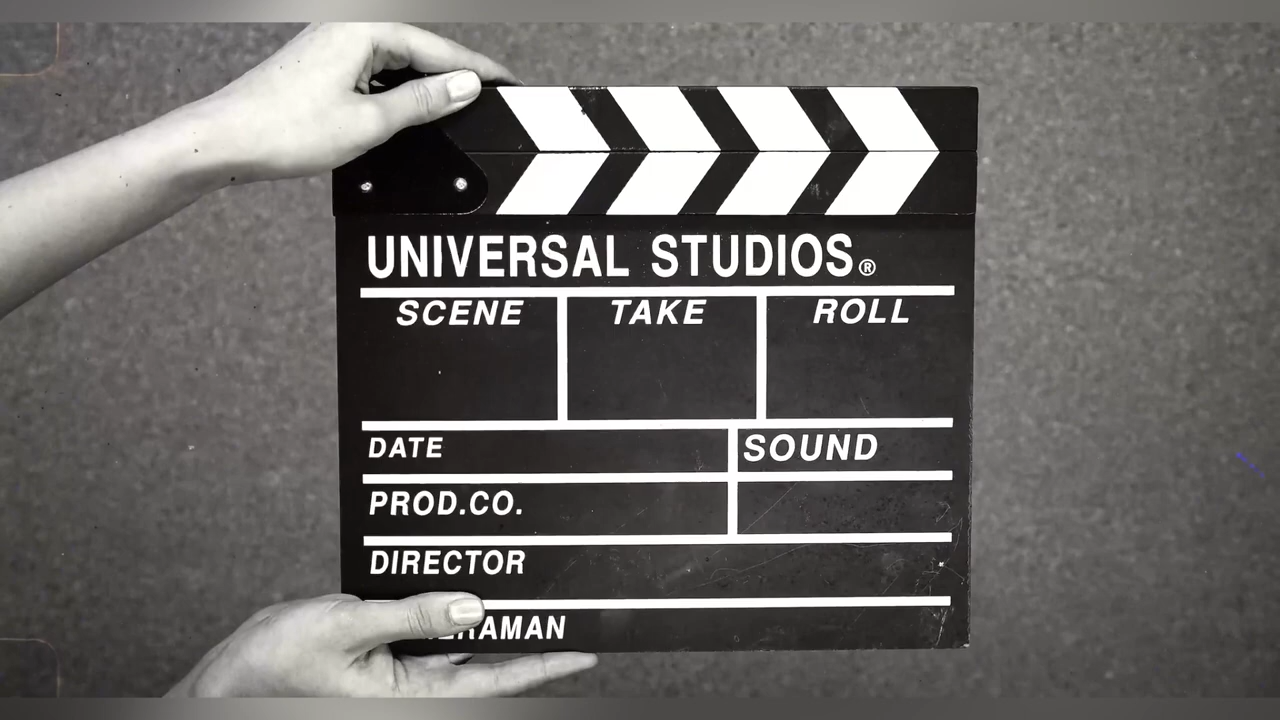 UNIVERSAL STUDIOS®
SCENE TAKE ROLL
DATE SOUND
PROD.CO.
DIRECTOR